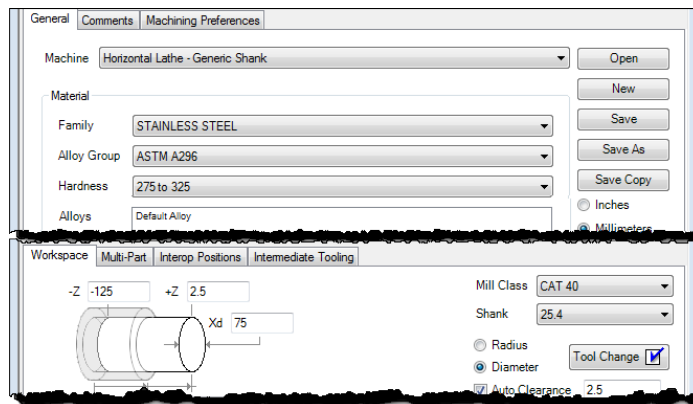 General Comments Machining Preferences
Machine Horizontal Lathe - Generic Shank Open
New
Material
Family STAINLESS STEEL Save
Alloy Group ASTM A296 Save As
Hardness 275 to 325 Save Copy
Inches
Alloys Default Alloy
Millimeters
Workspace Multi-Part Interop Positions Intermediate Tooling
-Z -125 +Z 2.5 Mill Class CAT 40
Xd 75 Shank 25.4
Radius
Diameter Tool Change
Auto Clearance 2.5